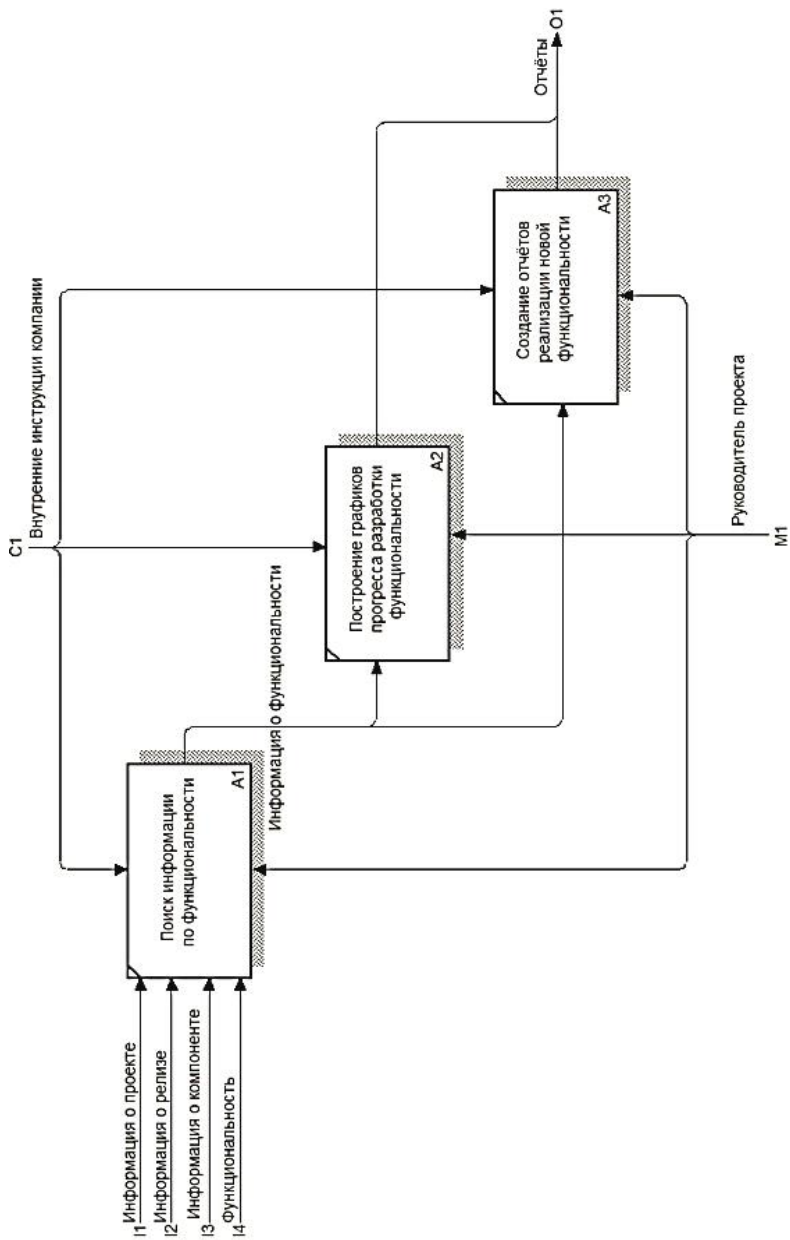 C1
Внутренние инструкции компании
I1
Информация о проекте
I2
Информация о релизе
I3
Информация о компоненте
I4
Функциональность
Поиск информации
по функциональности
A1
Информация о функциональности
Построение графиков
прогресса разработки
функциональности
A2
Создание отчётов
реализации новой
функциональности
A3
Отчёты
O1
Руководитель проекта
M1